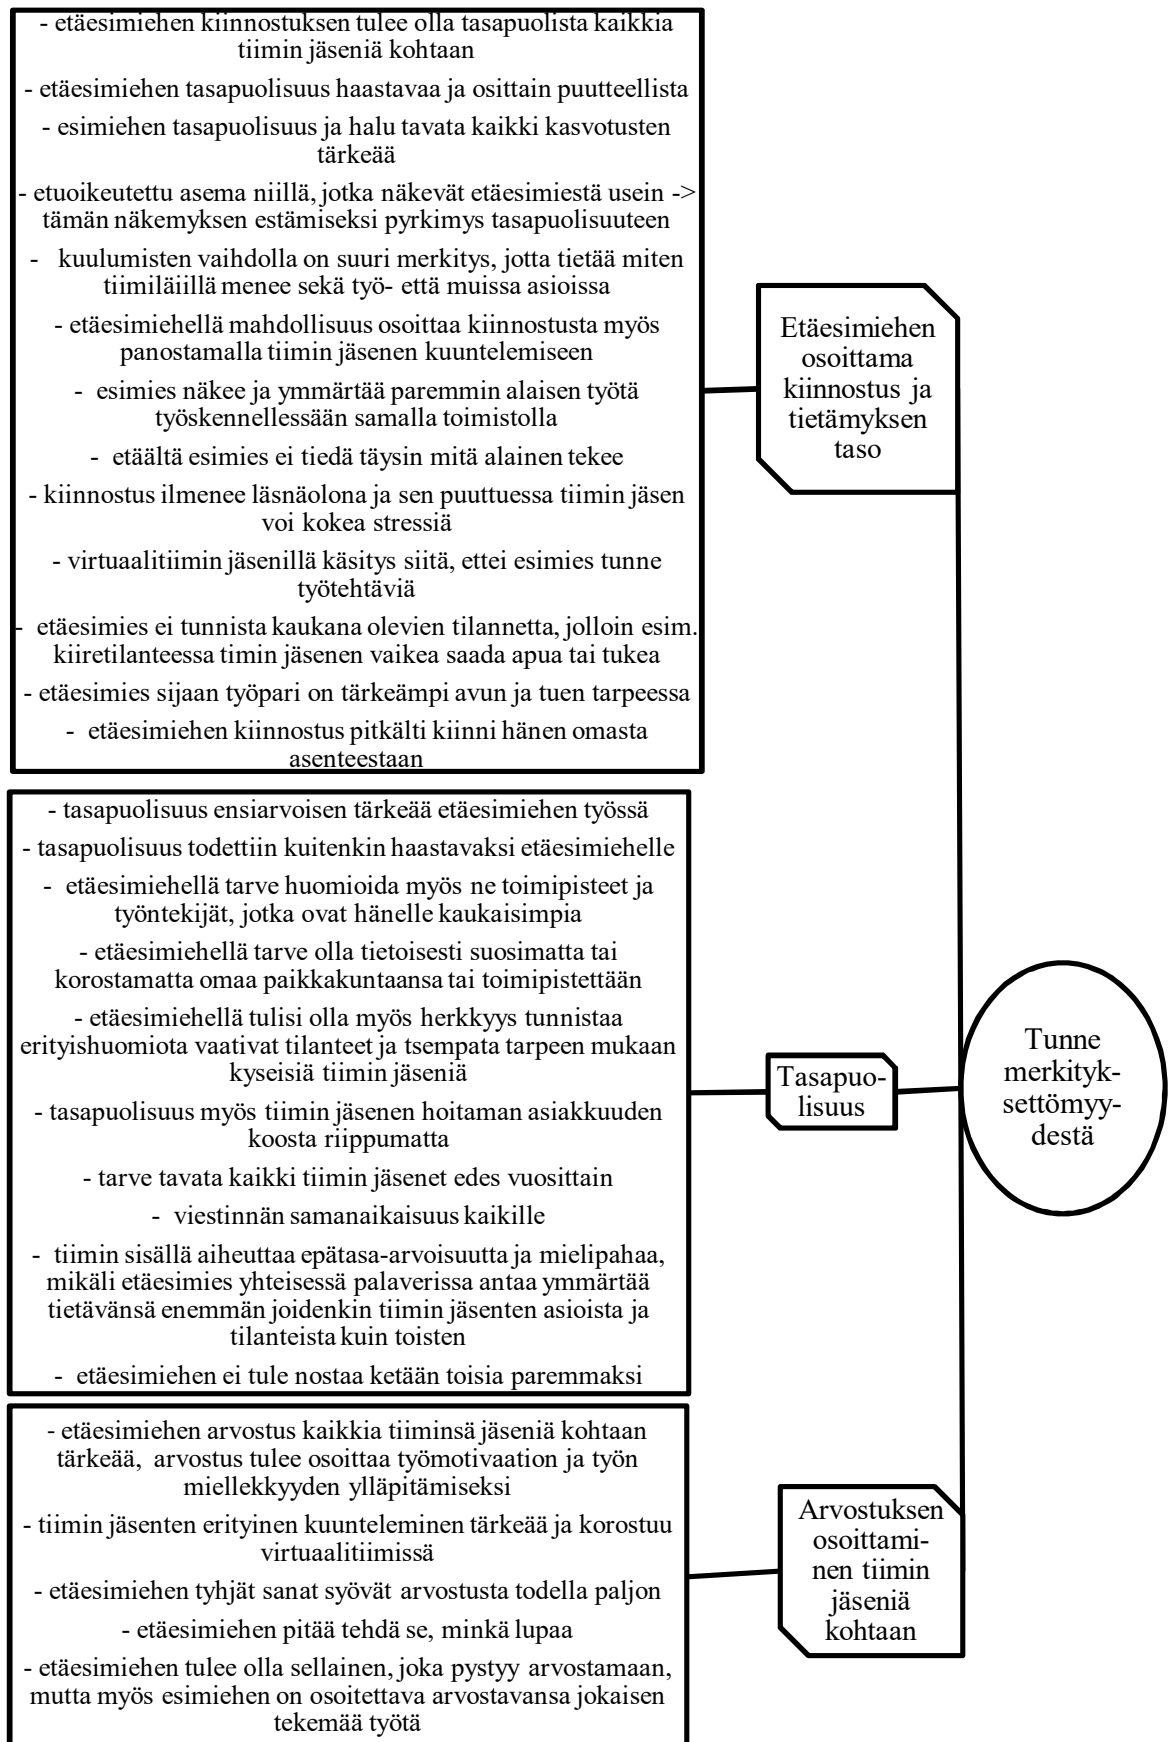 - etäesimiehen kiinnostuksen tulee olla tasapuolista kaikkia
tiimin jäseniä kohtaan
- etäesimiehen tasapuolisuus haastavaa ja osittain puutteellista
- esimiehen tasapuolisuus ja halu tavata kaikki kasvotusten
tärkeää
- etuoikeutettu asema niillä, jotka näkevät etäesimiestä usein ->
tämän näkemyksen estämiseksi pyrkimys tasapuolisuuteen
- kuulumisten vaihdolla on suuri merkitys, jotta tietää miten
tiimiläiillä menee sekä työ- että muissa asioissa
- etäesimiehellä mahdollisuus osoittaa kiinnostusta myös
panostamalla tiimin jäsenen kuuntelemiseen
- esimies näkee ja ymmärtää paremmin alaisen työtä
työskennellessään samalla toimistolla
- etäältä esimies ei tiedä täysin mitä alainen tekee
- kiinnostus ilmenee läsnäolona ja sen puuttuessa tiimin jäsen
voi kokea stressiä
- virtuaalitiimin jäsenillä käsitys siitä, ettei esimies tunne
työtehtäviä
- etäesimies ei tunnista kaukana olevien tilannetta, jolloin esim.
kiiretilanteessa timin jäsenen vaikea saada apua tai tukea
- etäesimies sijaan työpari on tärkeämpi avun ja tuen tarpeessa
- etäesimiehen kiinnostus pitkälti kiinni hänen omasta
asenteestaan
Etäesimiehen
osoittama
kiinnostus ja
tietämyksen
taso
- tasapuolisuus ensiarvoisen tärkeää etäesimiehen työssä
- tasapuolisuus todettiin kuitenkin haastavaksi etäesimiehelle
- etäesimiehellä tarve huomioida myös ne toimipisteet ja
työntekijät, jotka ovat hänelle kaukaisimpia
- etäesimiehellä tarve olla tietoisesti suosimatta tai
korostamatta omaa paikkakuntaansa tai toimipistettään
- etäesimiehellä tulisi olla myös herkkyys tunnistaa
erityishuomiota vaativat tilanteet ja tsempata tarpeen mukaan
kyseisiä tiimin jäseniä
- tasapuolisuus myös tiimin jäsenen hoitaman asiakkuuden
koosta riippumatta
- tarve tavata kaikki tiimin jäsenet edes vuosittain
- viestinnän samanaikaisuus kaikille
- tiimin sisällä aiheuttaa epätasa-arvoisuutta ja mielipahaa,
mikäli etäesimies yhteisessä palaverissa antaa ymmärtää
tietävänsä enemmän joidenkin tiimin jäsenten asioista ja
tilanteista kuin toisten
- etäesimiehen ei tule nostaa ketään toisia paremmaksi
Tasapuo-
lisuus
Tunne
merkityk-
settömyy-
destä
- etäesimiehen arvostus kaikkia tiiminsä jäseniä kohtaan
tärkeää, arvostus tulee osoittaa työmotivaation ja työn
miellekkyyden ylläpitämiseksi
- tiimin jäsenten erityinen kuunteleminen tärkeää ja korostuu
virtuaalitiimissä
- etäesimiehen tyhjät sanat syövät arvostusta todella paljon
- etäesimiehen pitää tehdä se, minkä lupaa
- etäesimiehen tulee olla sellainen, joka pystyy arvostamaan,
mutta myös esimiehen on osoitettava arvostavansa jokaisen
tekemää työtä
Arvostuksen
osoittami-
nen tiimin
jäseniä
kohtaan